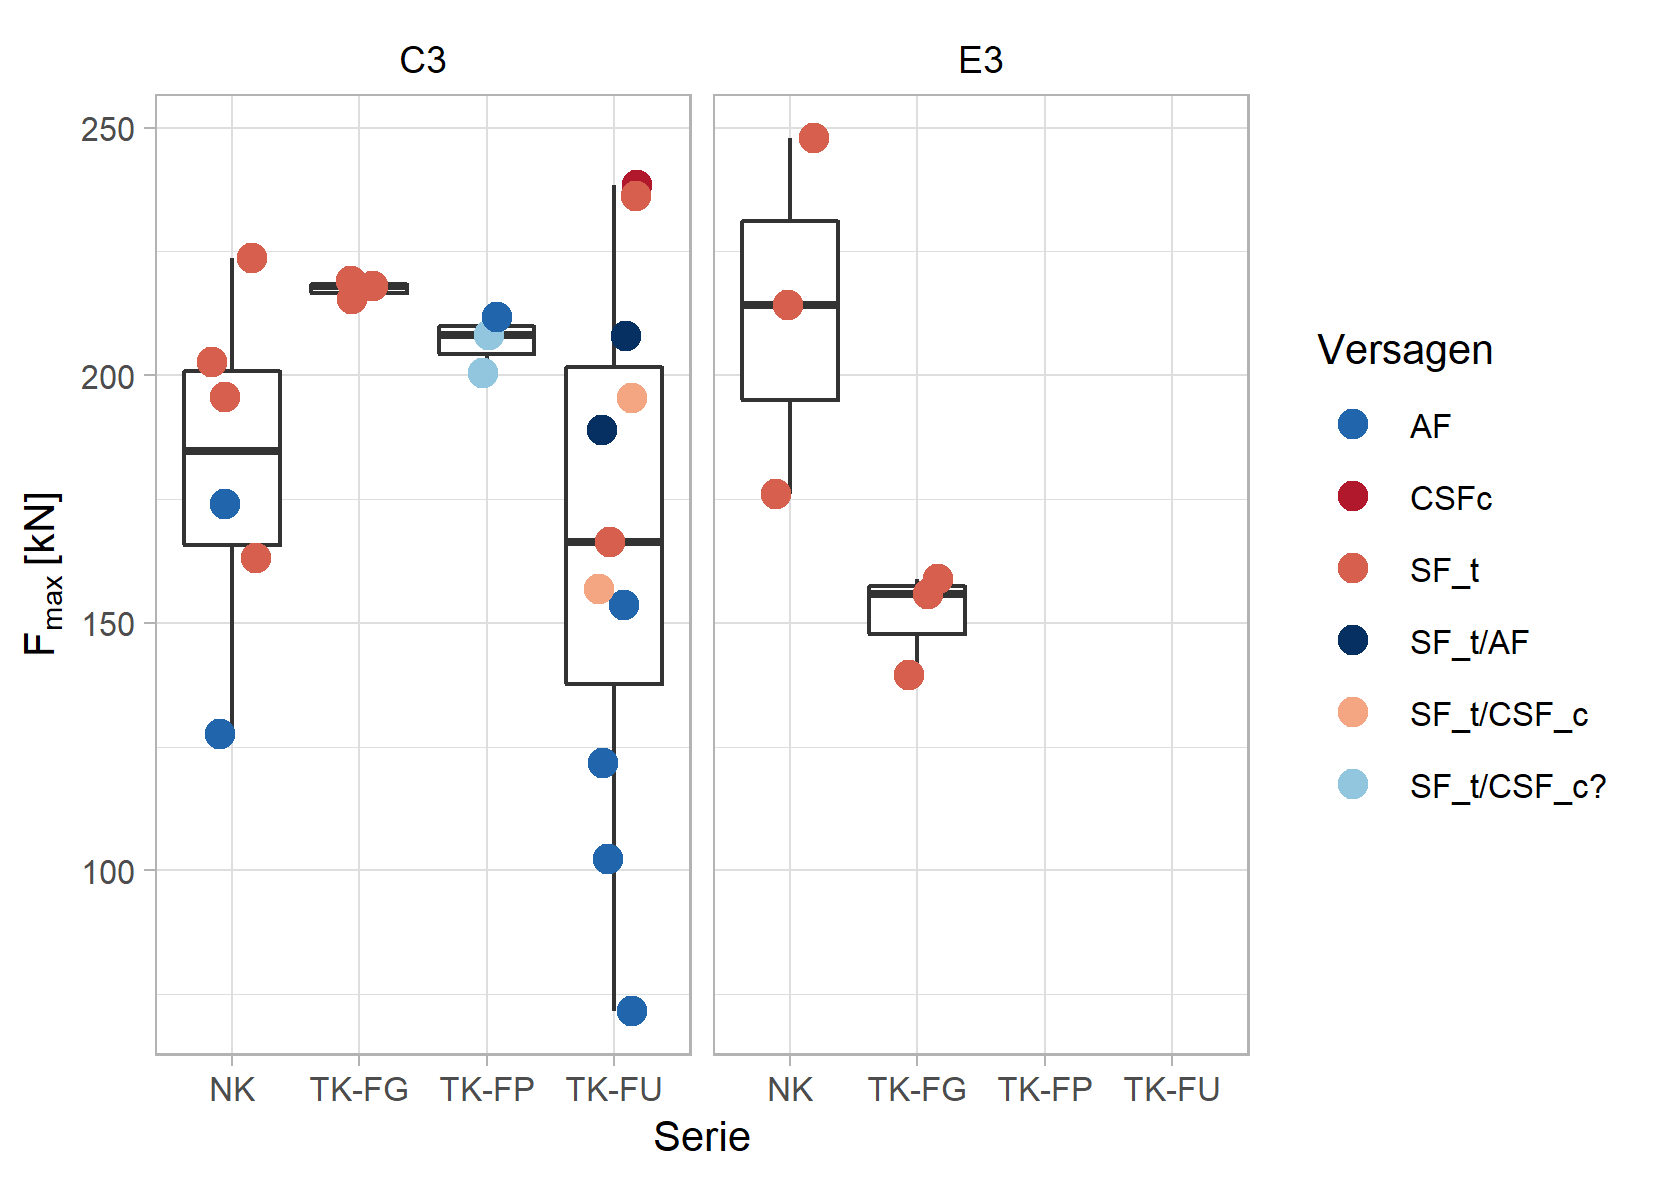 C3 E3
250
200
150
100
Fmax [kN]
NK TK-FG TK-FP TK-FU NK TK-FG TK-FP TK-FU
Serie
Versagen
AF
CSFc
SF_t
SF_t/AF
SF_t/CSF_c
SF_t/CSF_c?